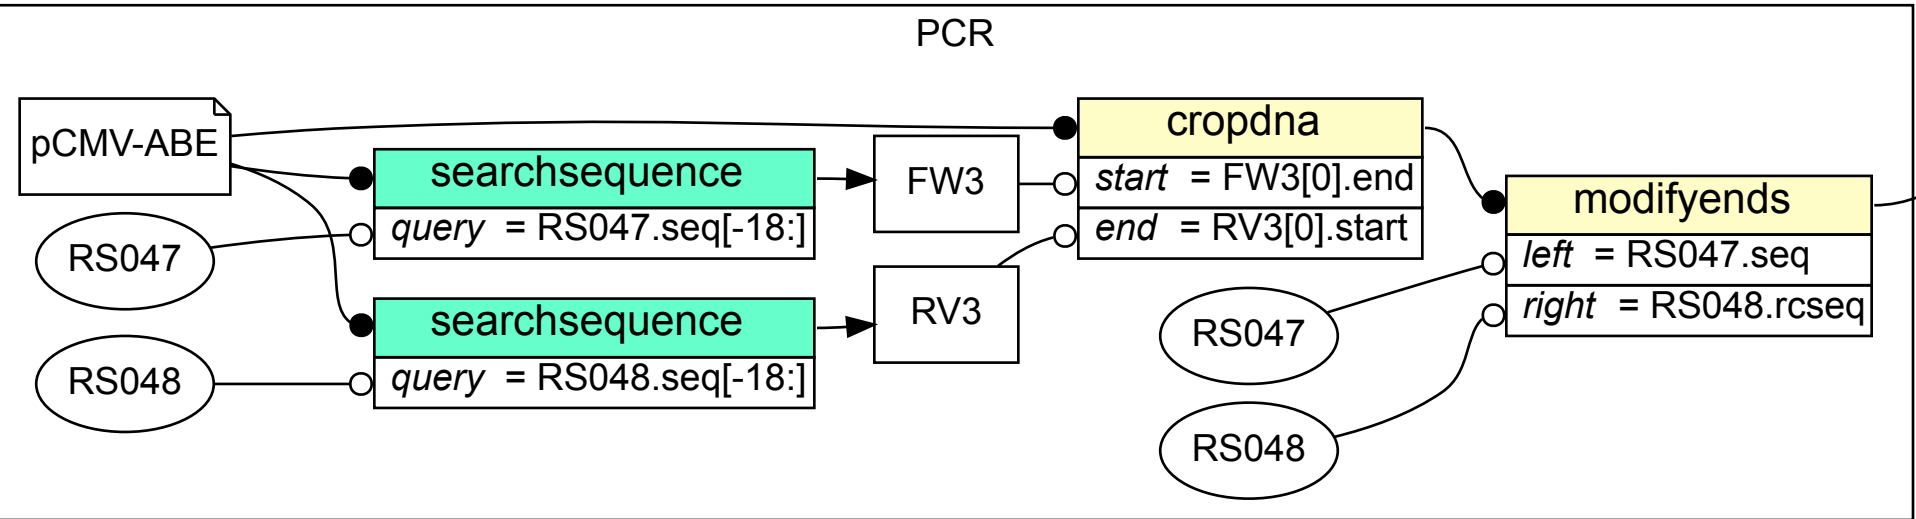 PCR
pCMV-ABE
RS047
RS048
searchsequence
query = RS047.seq[-18:]
searchsequence
query = RS048.seq[-18:]
FW3
RV3
cropdna
start = FW3[0].end
end = RV3[0].start
RS047
RS048
modifyends
left = RS047.seq
right = RS048.rcseq